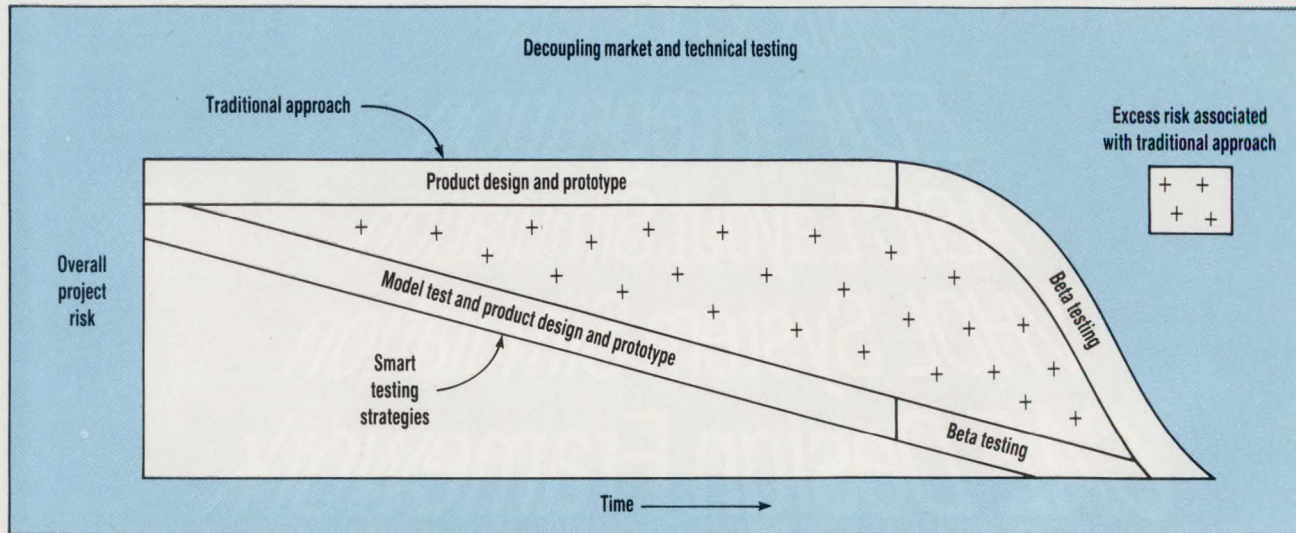 Decoupling market and technical testing
Traditional approach
Excess risk associated
with traditional approach
Product design and prototype
Overall
project
risk
Model test and product design and prototype
Beta testing
Smart
testing
strategies
Beta testing
Time